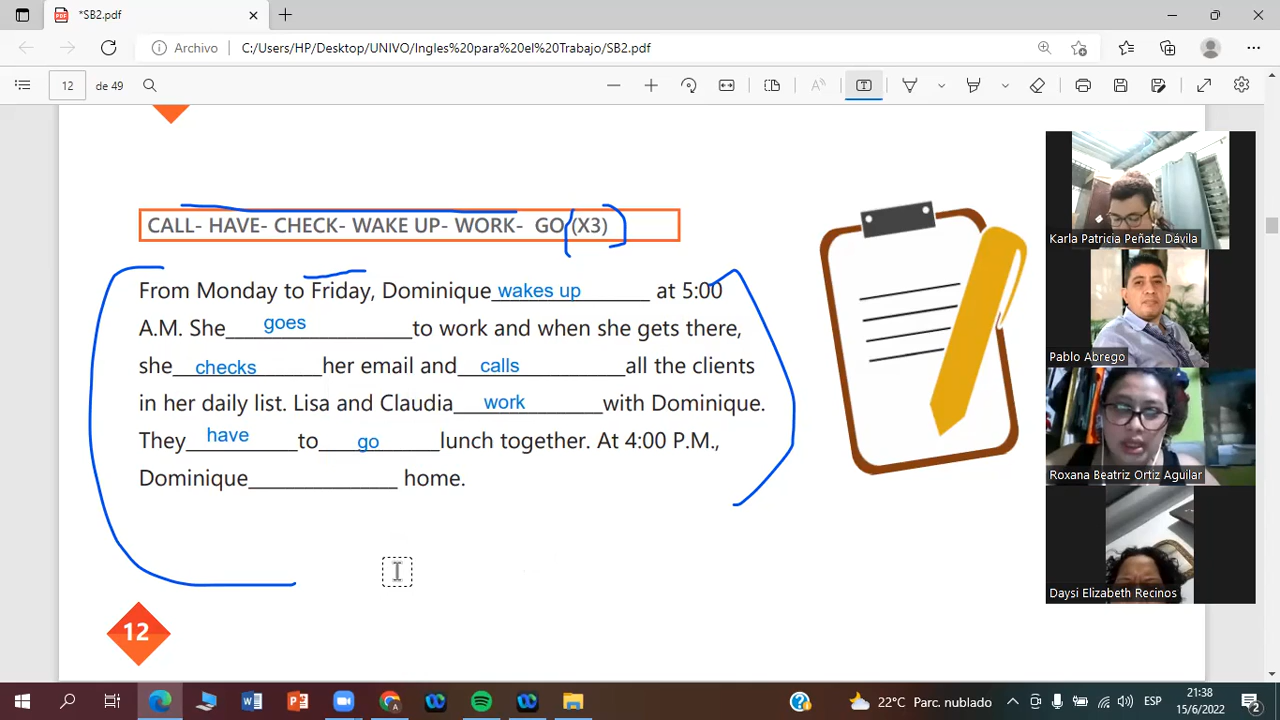 *SB2.pdf
Archivo C:/Users/HP/Desktop/UNIVO/Ingles%20para%20el%20Trabajo/SB2.pdf
12 de 49
CALL- HAVE- CHECK- WAKE UP- WORK- GO (X3)
From Monday to Friday, Dominique wakes up at 5:00
A.M. She goes to work and when she gets there,
she checks her email and calls all the clients
in her daily list. Lisa and Claudia work with Dominique.
They have to go lunch together. At 4:00 P.M.,
Dominique______________ home.
12
Karla Patricia Peñate Dávila
Pablo Abrego
Roxana Beatriz Ortiz Aguilar
Daysi Elizabeth Recinos
22°C Parc. nublado ESP 21:38
15/6/2022 2